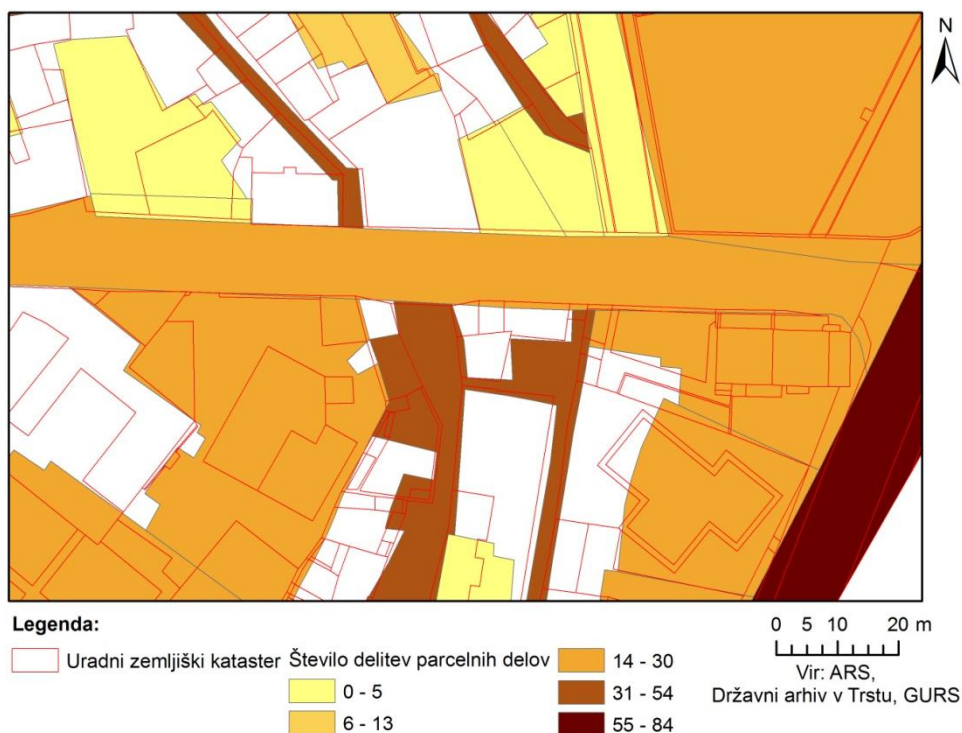 N
Legenda:
Uradni zemljiški kataster
Število delitev parcelnih delov
0 - 5
6 - 13
14 - 30
31 - 54
55 - 84
0 5 10 20 m
Vir: ARS,
Državni arhiv v Trstu, GURS